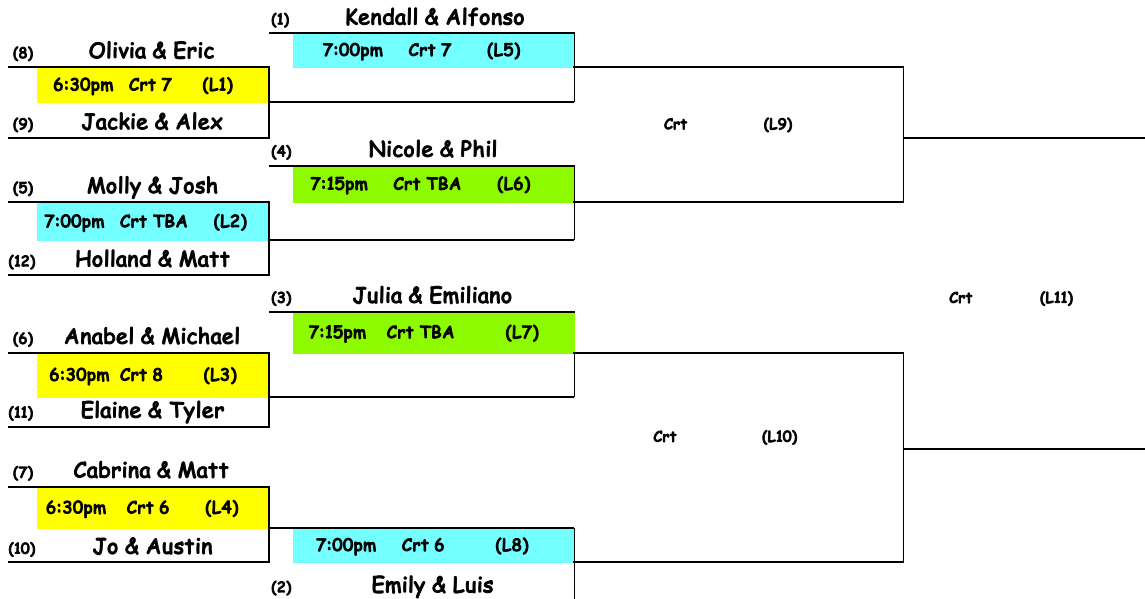 (1) Kendall & Alfonso
7:00pm Crt 7 (L5)
(8) Olivia & Eric
6:30pm Crt 7 (L1)
(9) Jackie & Alex
Crt (L9)
(4) Nicole & Phil
7:15pm Crt TBA (L6)
(5) Molly & Josh
7:00pm Crt TBA (L2)
(12) Holland & Matt
(3) Julia & Emiliano
7:15pm Crt TBA (L7)
Crt (L11)
(6) Anabel & Michael
6:30pm Crt 8 (L3)
(11) Elaine & Tyler
Crt (L10)
(7) Cabrina & Matt
6:30pm Crt 6 (L4)
(10) Jo & Austin
7:00pm Crt 6 (L8)
(2) Emily & Luis